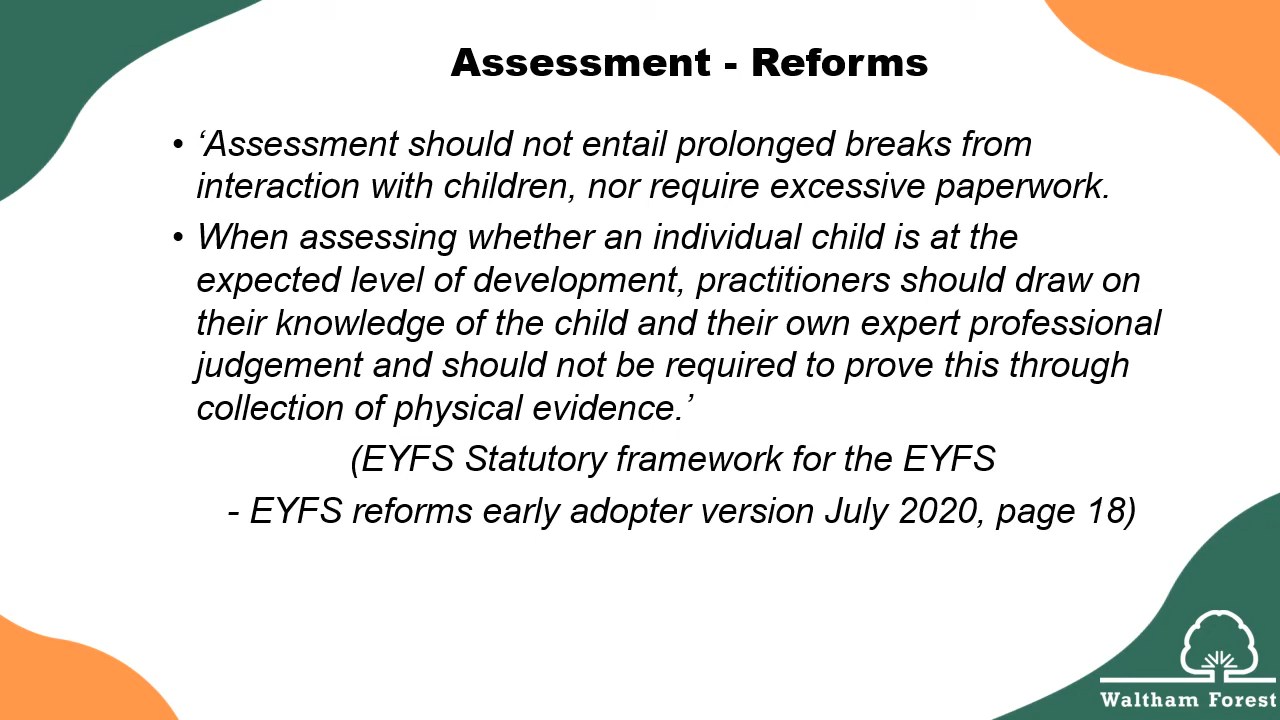 Assessment - Reforms
• ‘Assessment should not entail prolonged breaks from
interaction with children, nor require excessive paperwork.
• When assessing whether an individual child is at the
expected level of development, practitioners should draw on
their knowledge of the child and their own expert professional
judgement and should not be required to prove this through
collection of physical evidence.’
(EYFS Statutory framework for the EYFS
- EYFS reforms early adopter version July 2020, page 18)
Waltham Forest